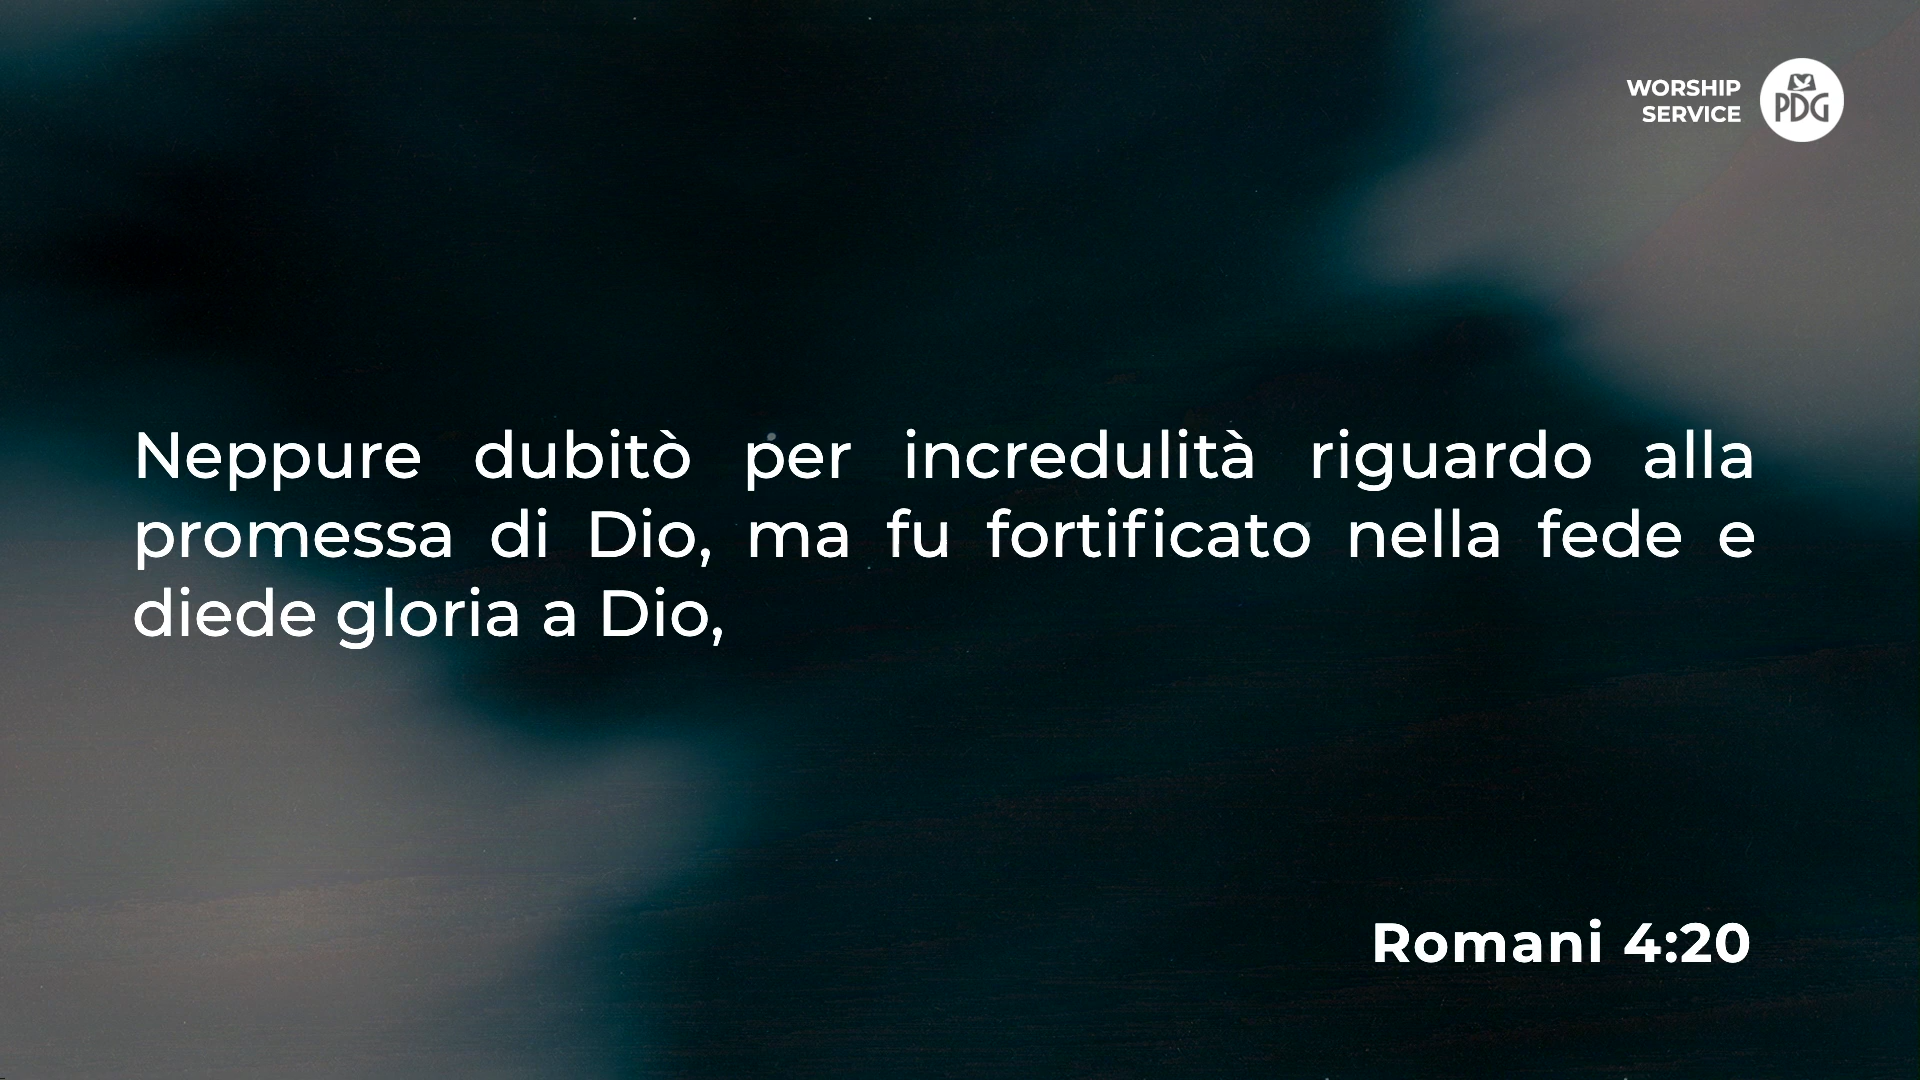 WORSHIP
SERVICE
PDG
Neppure dubitò per incredulità riguardo alla
promessa di Dio, ma fu fortificato nella fede e
diede gloria a Dio,
Romani 4:20